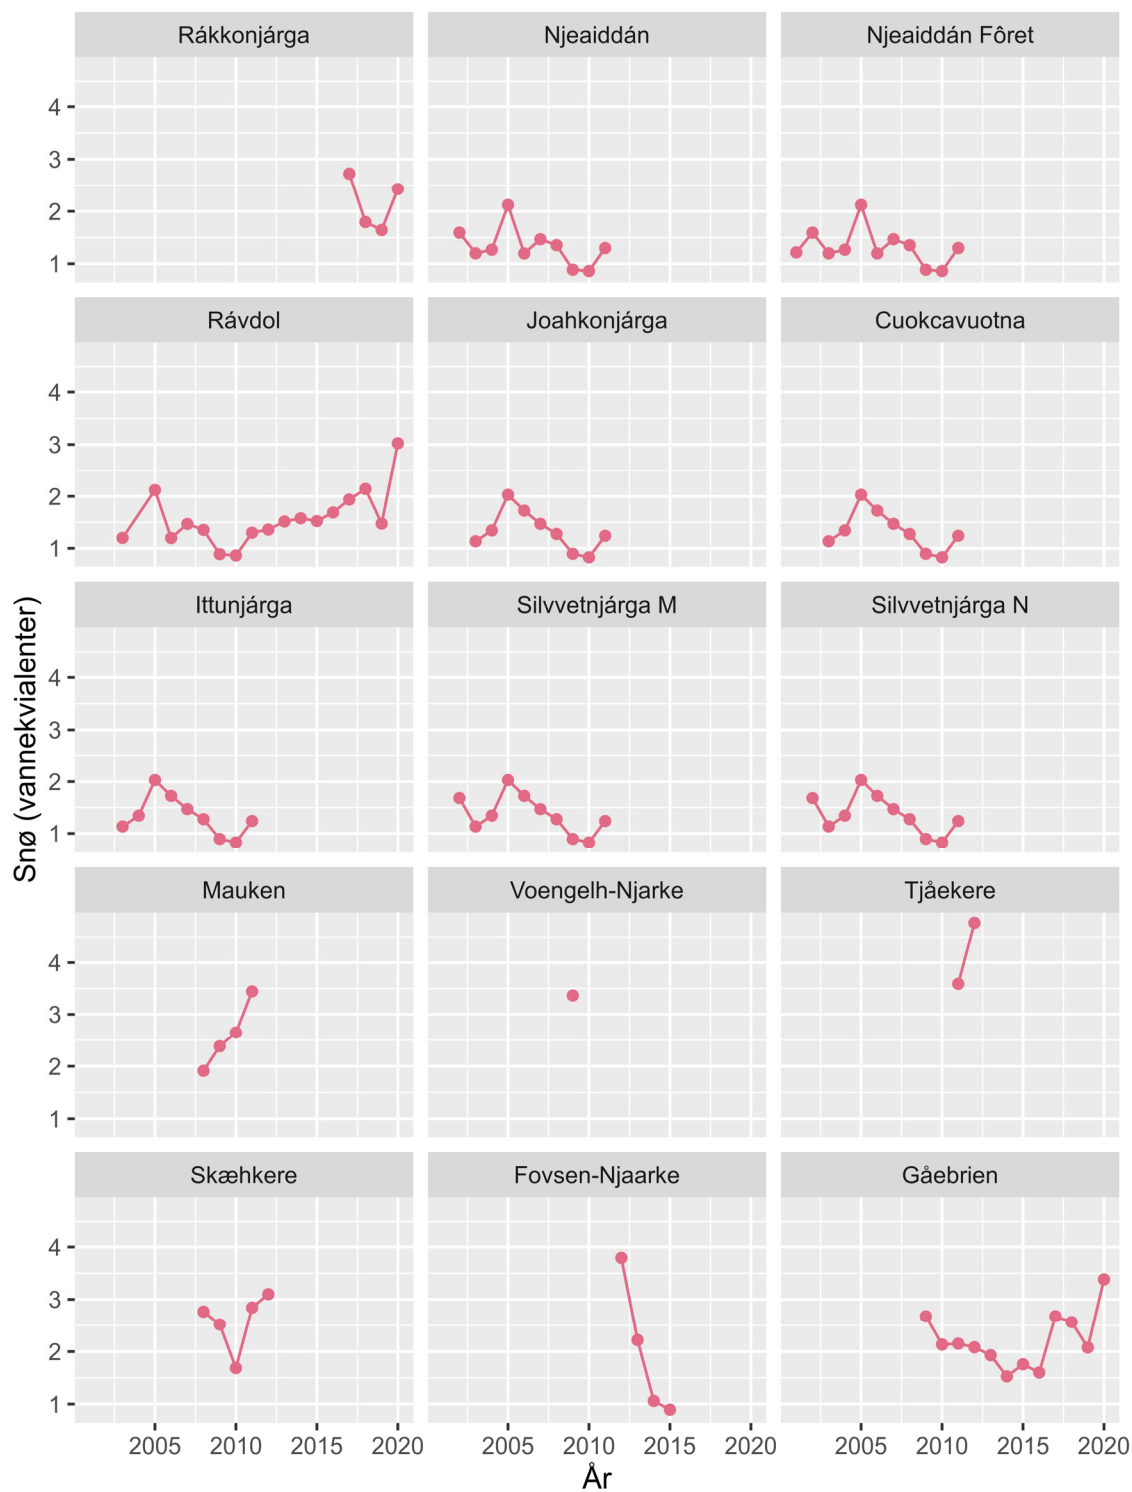 Rákkonjárga
Njeaiddán
Njeaiddán Fôret
4
3
2
1
Rávdol
Joahkonjárga
Cuokcavuotna
4
3
2
1
Ittunjárga
Silvvetnjárga M
Silvvetnjárga N
4
3
2
1
Snø (vannekvialenter)
Mauken
Voengelh-Njarke
Tjåekere
4
3
2
1
Skæhkere
Fovsen-Njaarke
Gåebrien
4
3
2
1
2005 2010 2015 2020
2005 2010 2015 2020
2005 2010 2015 2020
År